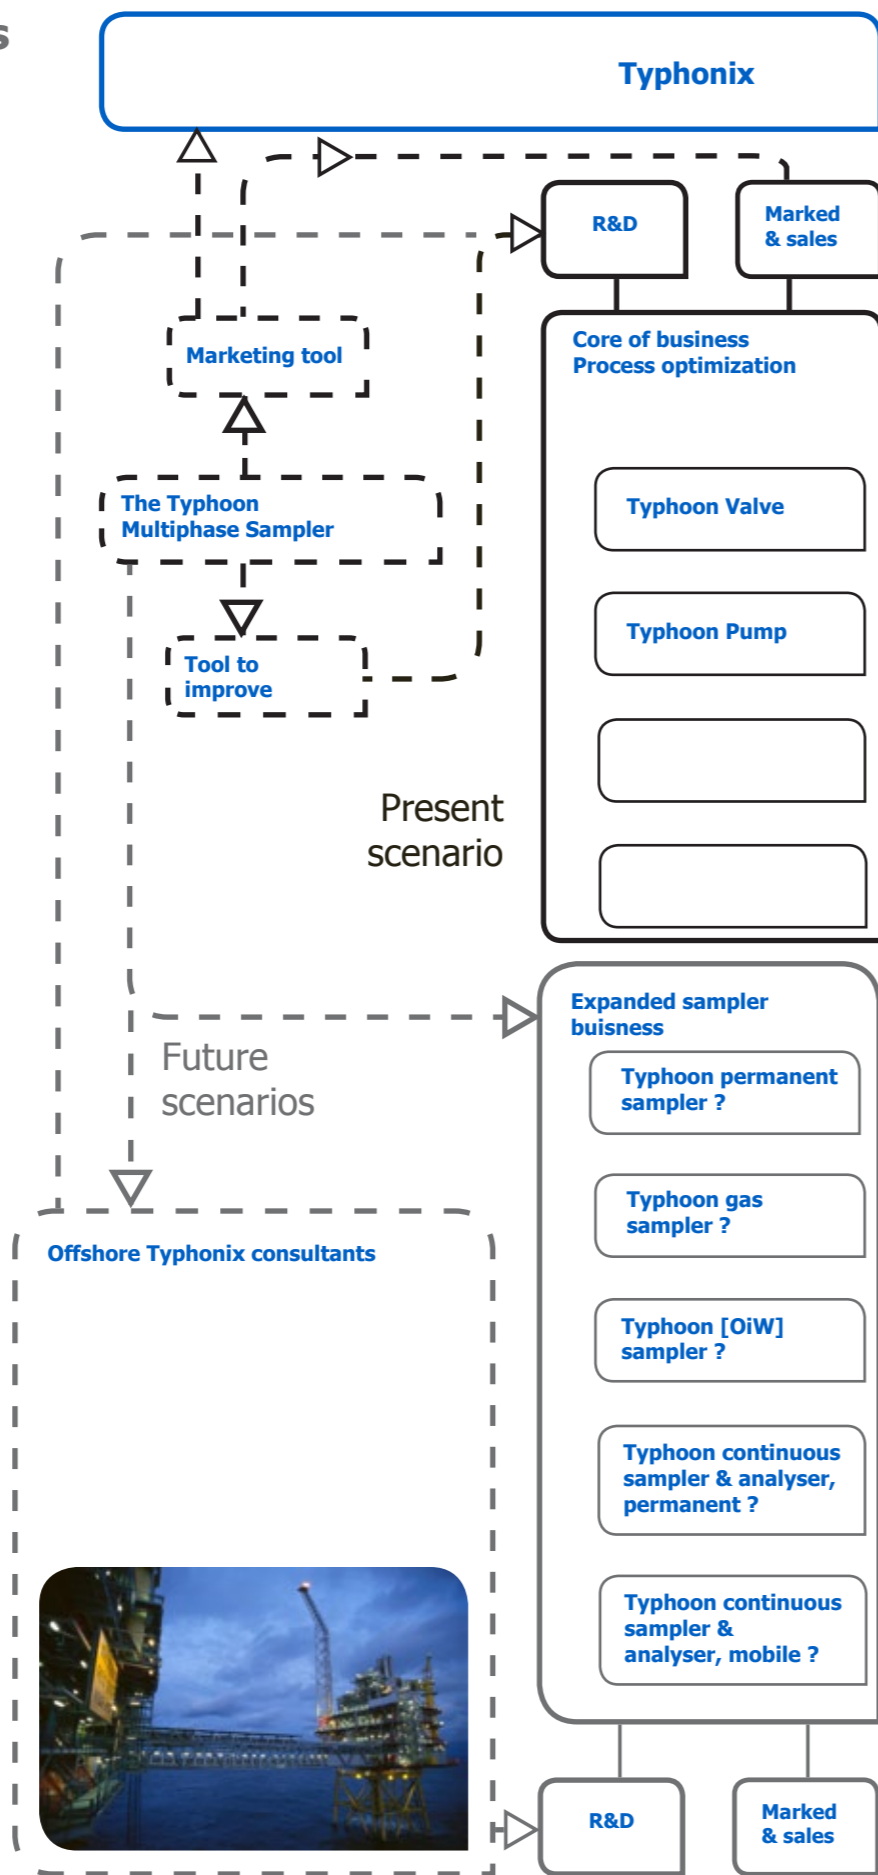 s
Typhonix
R&D
Marked
& sales
Marketing tool
Core of business
Process optimization
The Typhoon
Multiphase Sampler
Typhoon Valve
Typhoon Pump
Tool to
improve
Present
scenario
Expanded sampler
buisness
Future
scenarios
Typhoon permanent
sampler ?
Typhoon gas
sampler ?
Offshore Typhonix consultants
Typhoon [OiW]
sampler ?
Typhoon continuous
sampler & analyser,
permanent ?
Typhoon continuous
sampler &
analyser, mobile ?
R&D
Marked
& sales